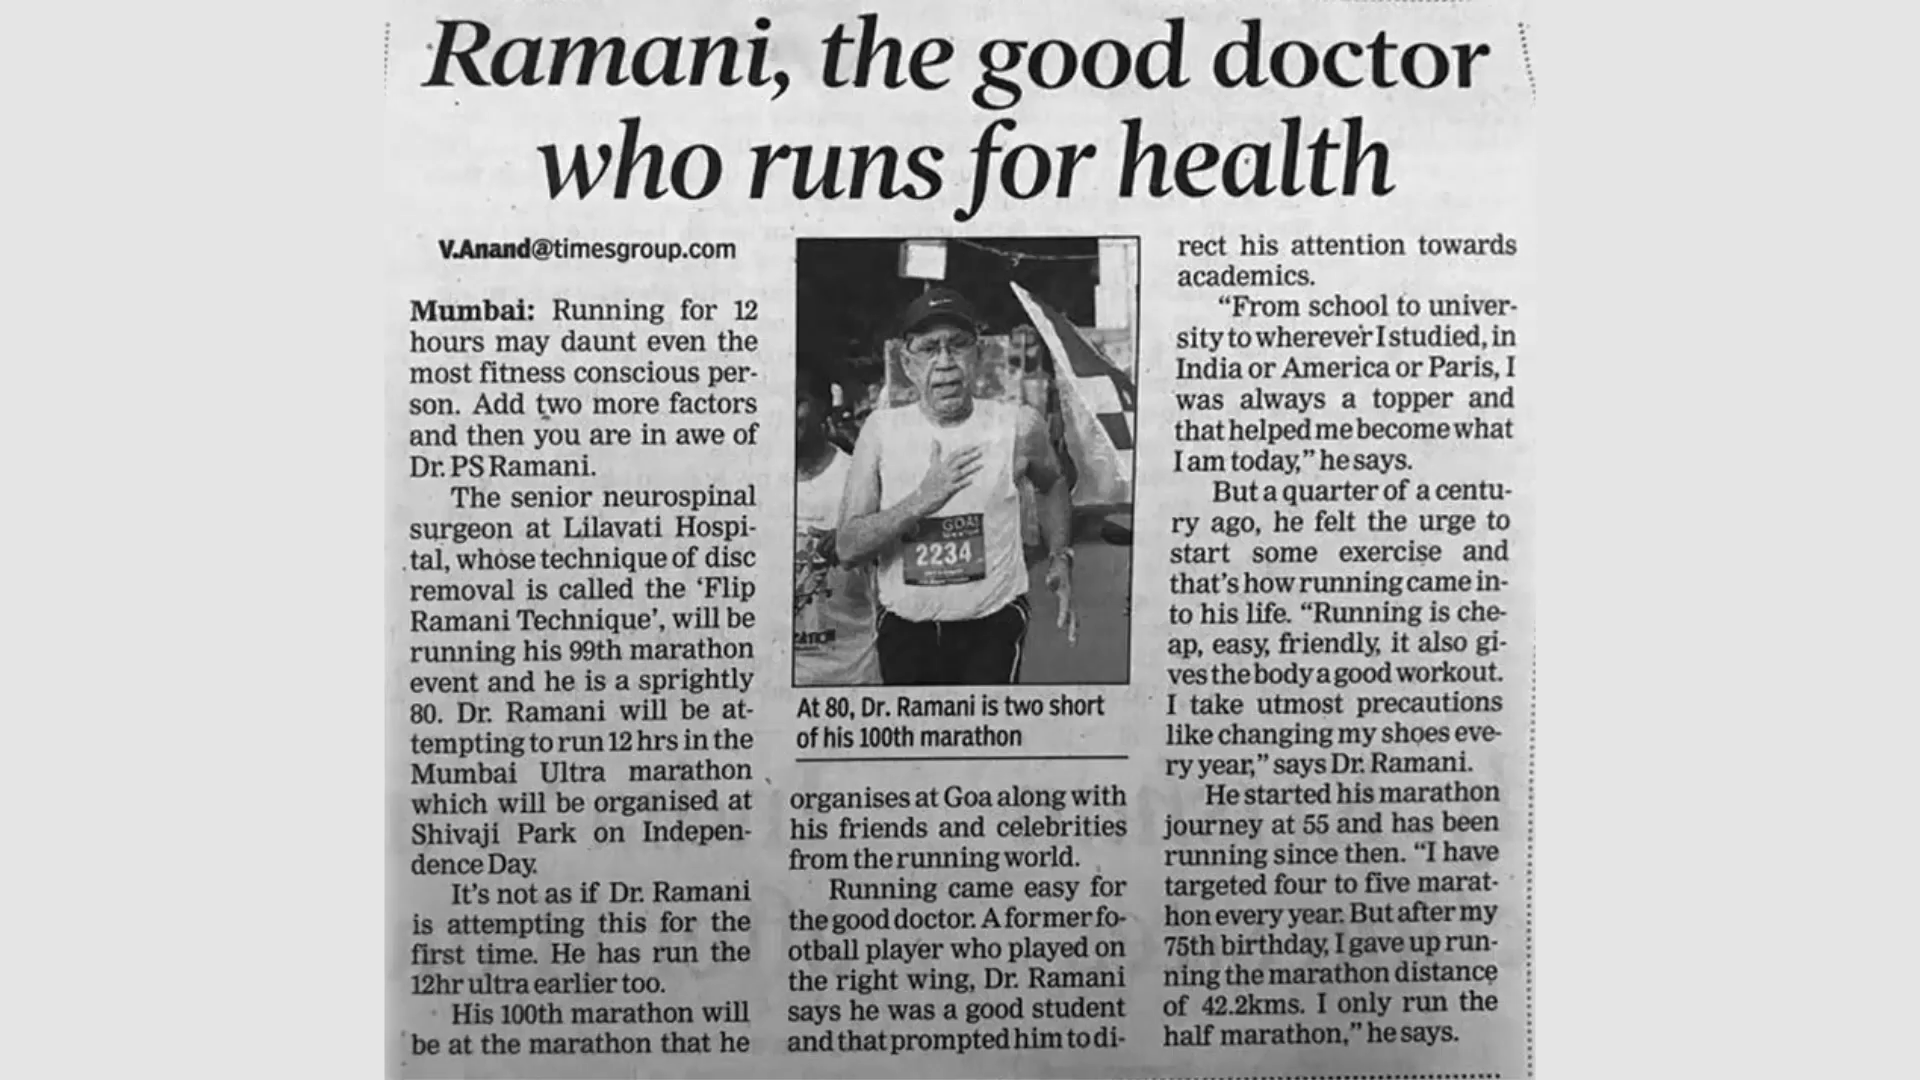 Ramani, the good doctor
who runs for health
V.Anand@timesgroup.com
Mumbai: Running for 12
hours may daunt even the
most fitness conscious per-
son. Add two more factors
and then you are in awe of
Dr. PS Ramani.
The senior neurospinal
surgeon at Lilavati Hospi-
tal, whose technique of disc
removal is called the ‘Flip
Ramani Technique’, will be
running his 99th marathon
event and he is a sprightly
80. Dr. Ramani will be at-
tempting to run 12 hrs in the
Mumbai Ultra marathon
which will be organised at
Shivaji Park on Indepen-
dence Day.
It’s not as if Dr. Ramani
is attempting this for the
first time. He has run the
12hr ultra earlier too.
His 100th marathon will
be at the marathon that he
GOA
2234
At 80, Dr. Ramani is two short
of his 100th marathon
organises at Goa along with
his friends and celebrities
from the running world.
Running came easy for
the good doctor. A former fo-
otball player who played on
the right wing, Dr. Ramani
says he was a good student
and that prompted him to di-
rect his attention towards
academics.
“From school to univer-
sity to wherever I studied, in
India or America or Paris, I
was always a topper and
that helped me become what
I am today,” he says.
But a quarter of a centu-
ry ago, he felt the urge to
start some exercise and
that’s how running came in-
to his life. “Running is che-
ap, easy, friendly, it also gi-
ves the body a good workout.
I take utmost precautions
like changing my shoes eve-
ry year,” says Dr. Ramani.
He started his marathon
journey at 55 and has been
running since then. “I have
targeted four to five marat-
hon every year. But after my
75th birthday, I gave up run-
ning the marathon distance
of 42.2kms. I only run the
half marathon,” he says.